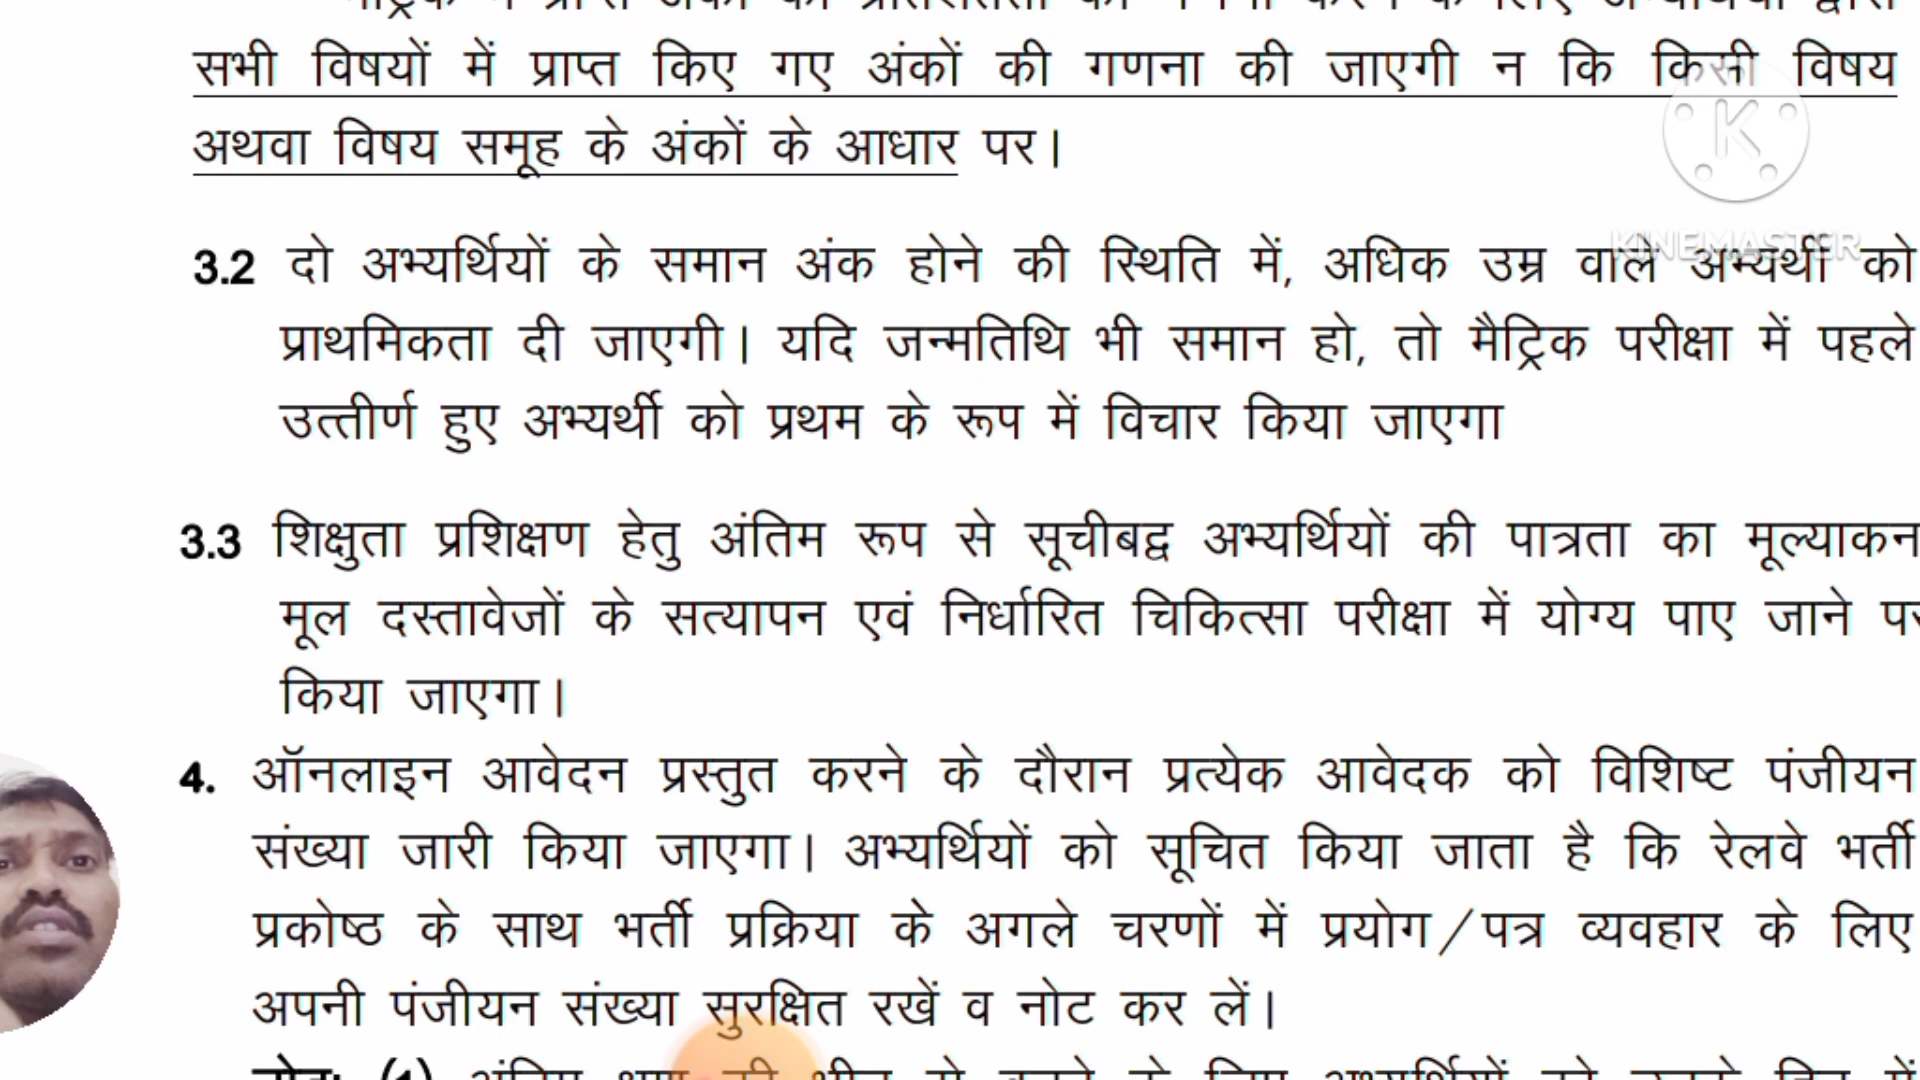 सभी विषयों में प्राप्त किए गए अंकों की गणना की जाएगी न कि किसी विषय
अथवा विषय समूह के अंकों के आधार पर।
K
KINEMASTER
3.2 दो अभ्यर्थियों के समान अंक होने की स्थिति में, अधिक उम्र वाले अभ्यर्थी को
प्राथमिकता दी जाएगी। यदि जन्मतिथि भी समान हो, तो मैट्रिक परीक्षा में पहले
उत्तीर्ण हुए अभ्यर्थी को प्रथम के रूप में विचार किया जाएगा
3.3 शिक्षुता प्रशिक्षण हेतु अंतिम रूप से सूचीबद्व अभ्यर्थियों की पात्रता का मूल्याकन
मूल दस्तावेजों के सत्यापन एवं निर्धारित चिकित्सा परीक्षा में योग्य पाए जाने पर
किया जाएगा।
4. ऑनलाइन आवेदन प्रस्तुत करने के दौरान प्रत्येक आवेदक को विशिष्ट पंजीयन
संख्या जारी किया जाएगा। अभ्यर्थियों को सूचित किया जाता है कि रेलवे भर्ती
प्रकोष्ठ के साथ भर्ती प्रक्रिया के अगले चरणों में प्रयोग/पत्र व्यवहार के लिए
अपनी पंजीयन संख्या सुरक्षित रखें व नोट कर लें।